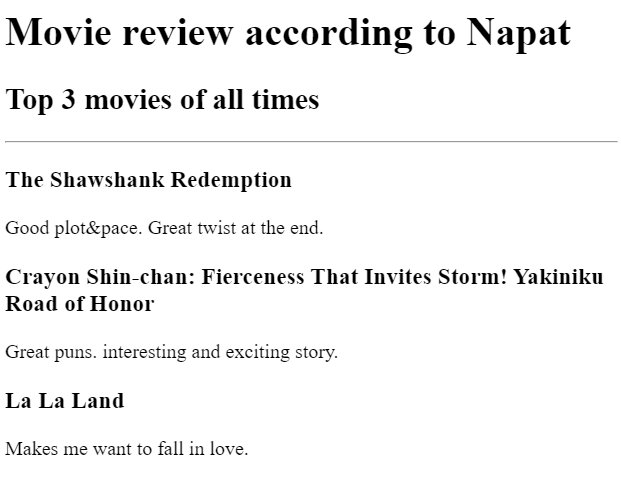 Movie review according to Napat
Top 3 movies of all times
The Shawshank Redemption
Good plot&pace. Great twist at the end.
Crayon Shin-chan: Fierceness That Invites Storm! Yakiniku
Road of Honor
Great puns. interesting and exciting story.
La La Land
Makes me want to fall in love.